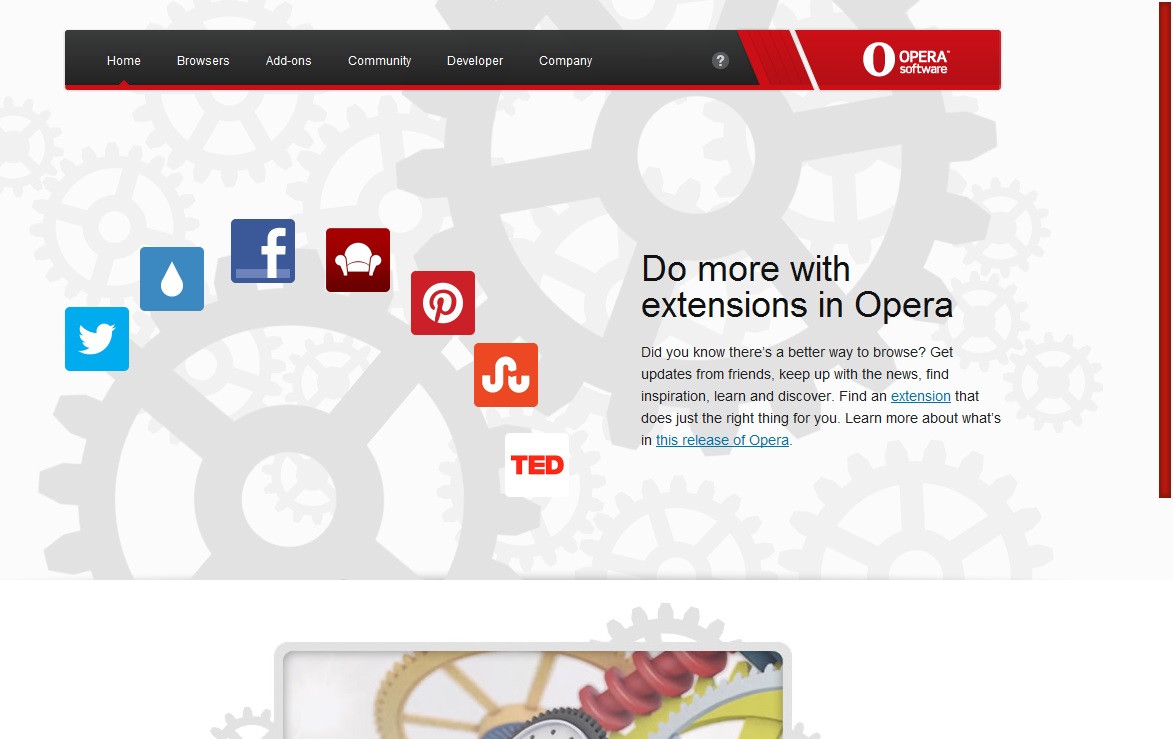 Home Browsers Add-ons Community Developer Company ?
OPERA™
software
f
TED
Do more with
extensions in Opera
Did you know there’s a better way to browse? Get
updates from friends, keep up with the news, find
inspiration, learn and discover. Find an extension that
does just the right thing for you. Learn more about what’s
in this release of Opera.